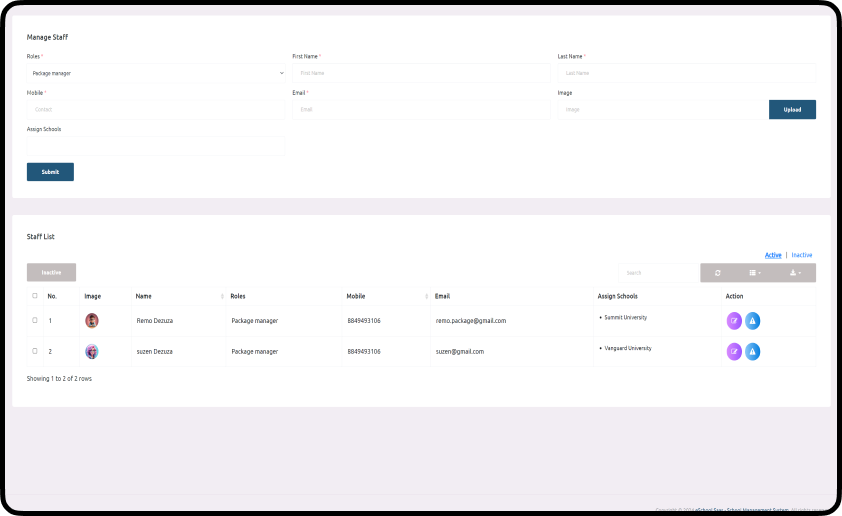 Manage Staff
Roles * First Name * Last Name *
Package manager First Name Last Name
Mobile * Email * Image
Contact Email Image Upload
Assign Schools
Submit
Staff List
Active | Inactive
Inactive Search
No. Image Name Roles Mobile Email Assign Schools Action
1 Remo Dezuza Package manager 8849493106 remo.package@gmail.com • Summit University
2 suzen Dezuza Package manager 8849493106 suzen@gmail.com • Vanguard University
Showing 1 to 2 of 2 rows
Copyright © 2024 eSchool Saas - School Management System. All rights